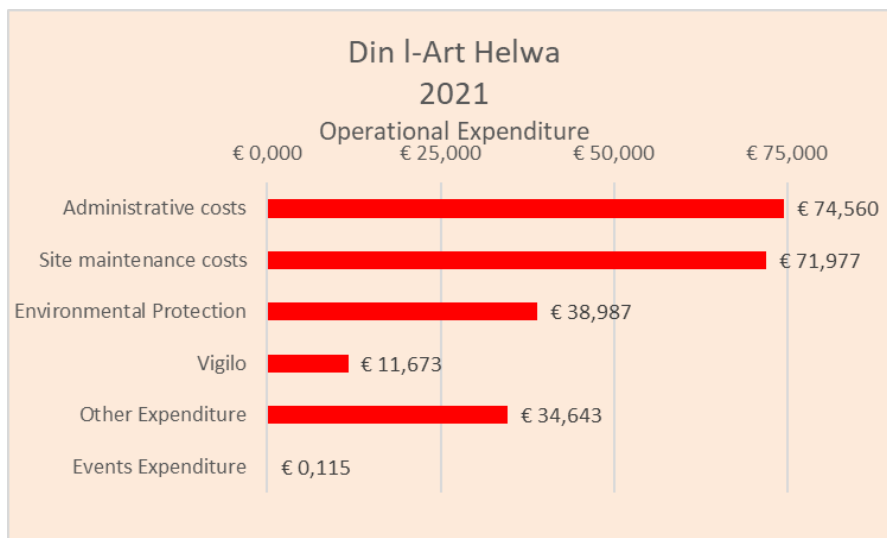 Din l-Art Helwa
2021
Operational Expenditure
€ 0,000 € 25,000 € 50,000 € 75,000
Administrative costs € 74,560
Site maintenance costs € 71,977
Environmental Protection € 38,987
Vigilo € 11,673
Other Expenditure € 34,643
Events Expenditure € 0,115